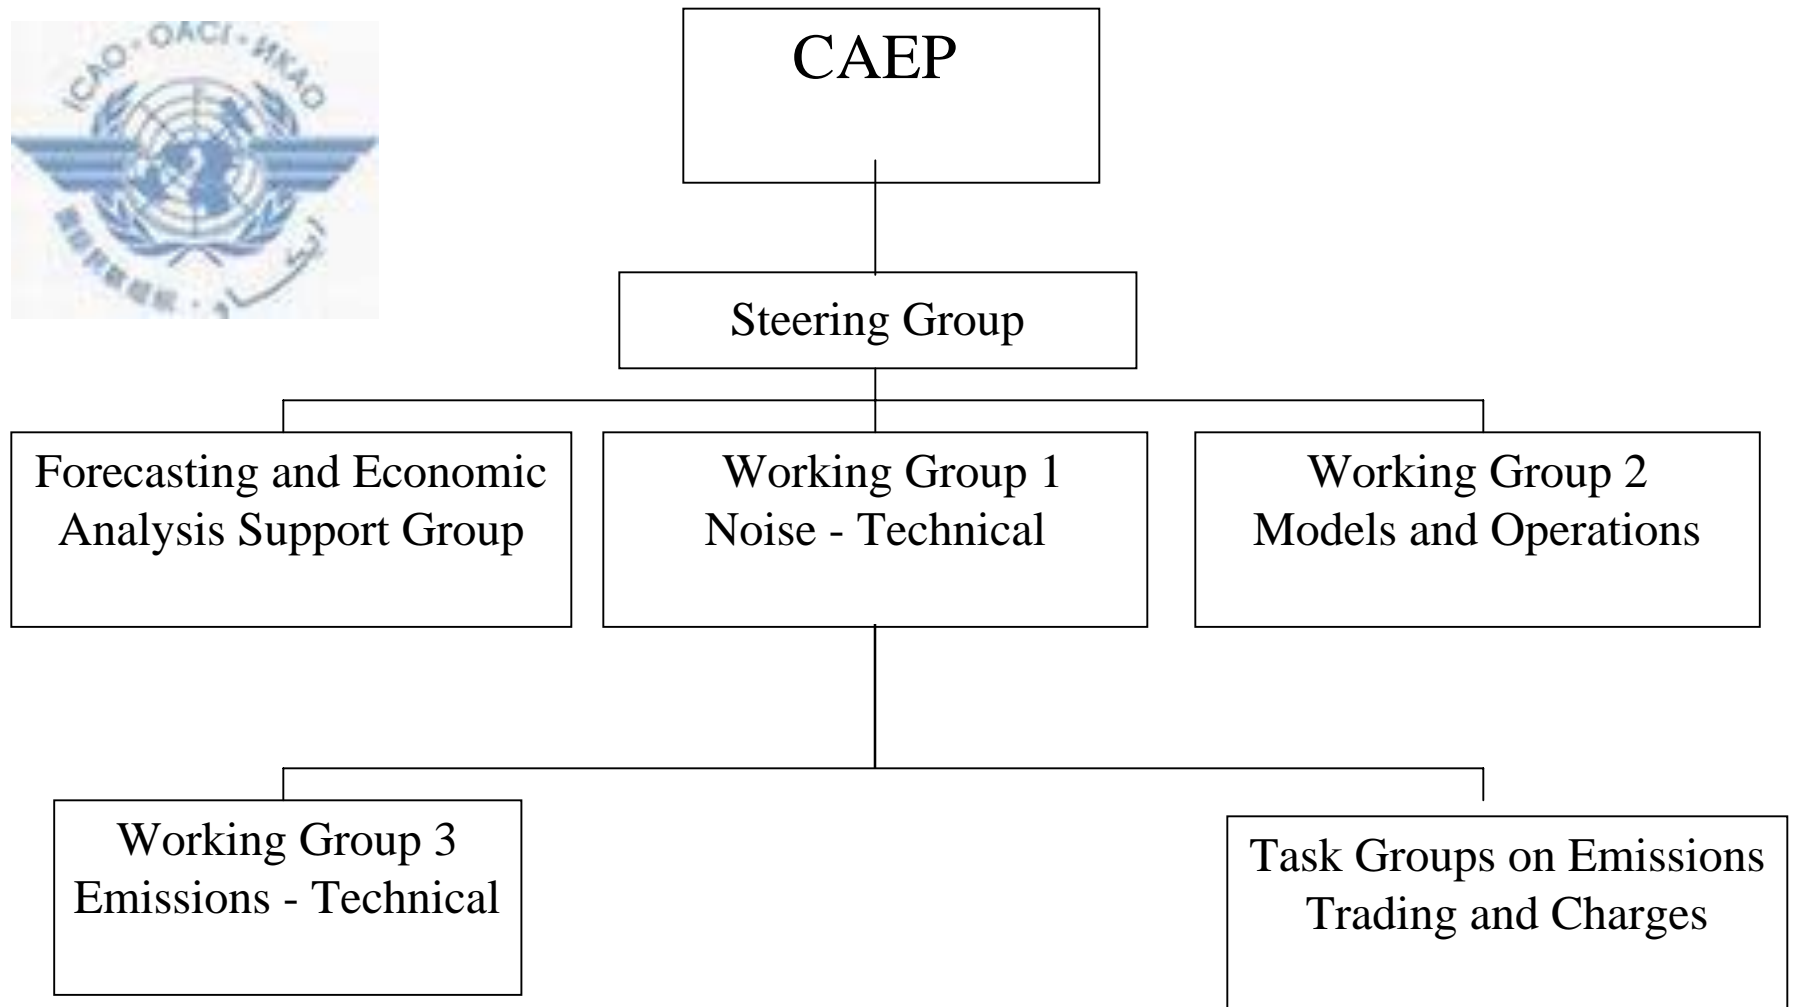 ICAO · OACI · ИКАО
CAEP
Steering Group
Forecasting and Economic
Analysis Support Group
Working Group 1
Noise - Technical
Working Group 2
Models and Operations
Working Group 3
Emissions - Technical
Task Groups on Emissions
Trading and Charges